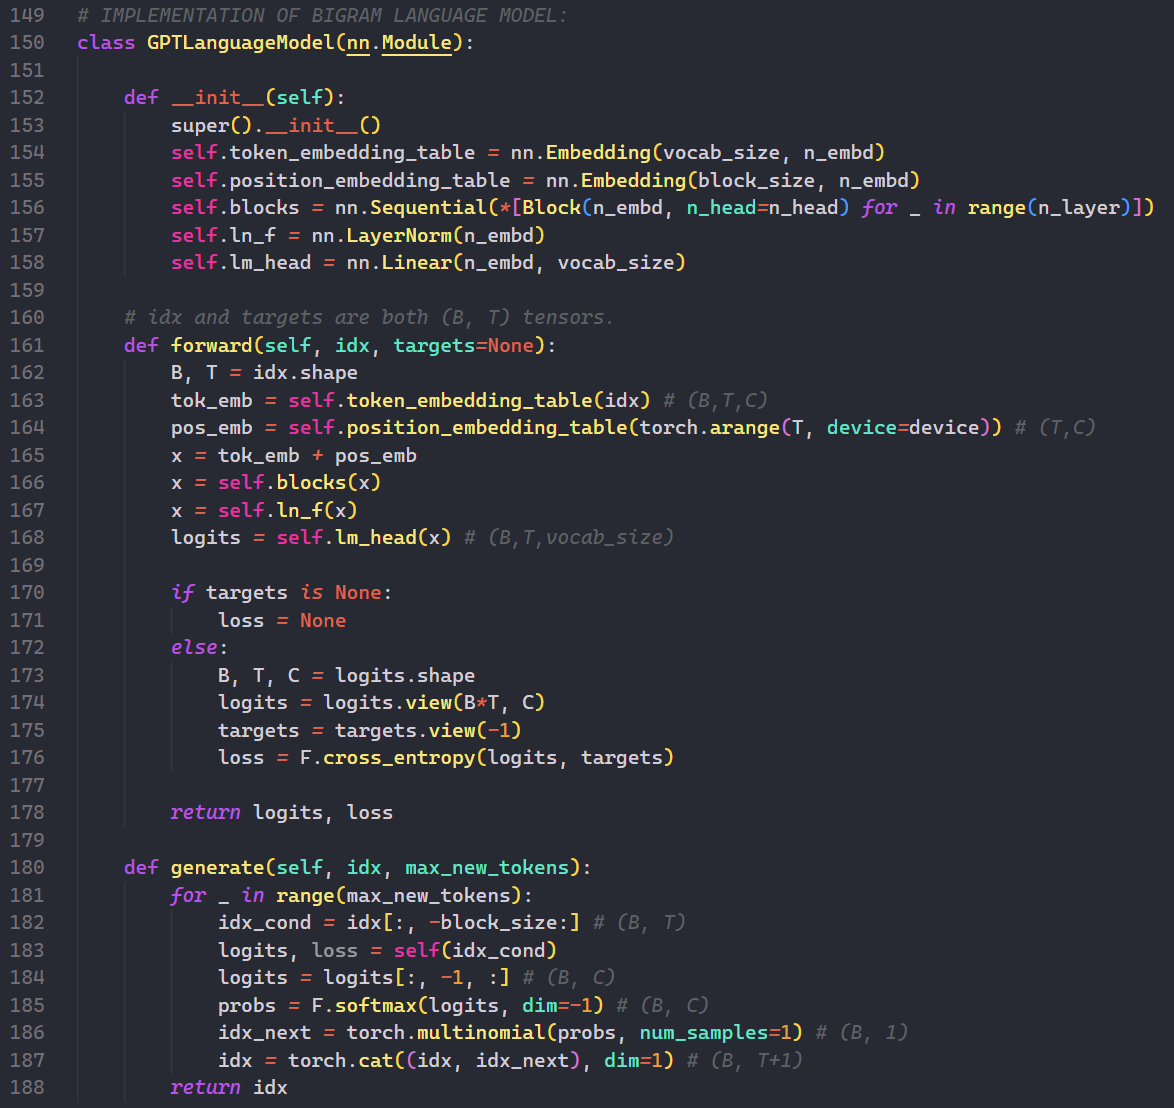 149 # IMPLEMENTATION OF BIGRAM LANGUAGE MODEL:
150 class GPTLanguageModel(nn.Module):
151
152     def __init__(self):
153         super().__init__()
154         self.token_embedding_table = nn.Embedding(vocab_size, n_embd)
155         self.position_embedding_table = nn.Embedding(block_size, n_embd)
156         self.blocks = nn.Sequential(*[Block(n_embd, n_head=n_head) for _ in range(n_layer)])
157         self.ln_f = nn.LayerNorm(n_embd)
158         self.lm_head = nn.Linear(n_embd, vocab_size)
159
160     # idx and targets are both (B, T) tensors.
161     def forward(self, idx, targets=None):
162         B, T = idx.shape
163         tok_emb = self.token_embedding_table(idx) # (B,T,C)
164         pos_emb = self.position_embedding_table(torch.arange(T, device=device)) # (T,C)
165         x = tok_emb + pos_emb
166         x = self.blocks(x)
167         x = self.ln_f(x)
168         logits = self.lm_head(x) # (B,T,vocab_size)
169
170         if targets is None:
171             loss = None
172         else:
173             B, T, C = logits.shape
174             logits = logits.view(B*T, C)
175             targets = targets.view(-1)
176             loss = F.cross_entropy(logits, targets)
177
178         return logits, loss
179
180     def generate(self, idx, max_new_tokens):
181         for _ in range(max_new_tokens):
182             idx_cond = idx[:, -block_size:] # (B, T)
183             logits, loss = self(idx_cond)
184             logits = logits[:, -1, :] # (B, C)
185             probs = F.softmax(logits, dim=-1) # (B, C)
186             idx_next = torch.multinomial(probs, num_samples=1) # (B, 1)
187             idx = torch.cat((idx, idx_next), dim=1) # (B, T+1)
188         return idx